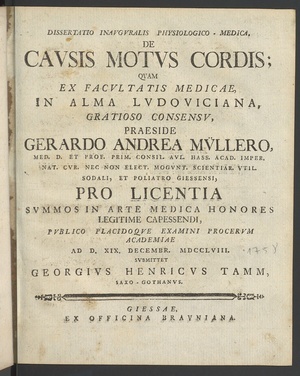 DISSERTATIO INAVGVRALIS PHYSIOLOGICO-MEDICA,
DE
CAVSIS MOTVS CORDIS;
QVAM
EX FACVLTATIS MEDICAE,
IN ALMA LVDOVICIANA,
GRATIOSO CONSENSV,
PRAESIDE
GERARDO ANDREA MVLLERO,
MED. D. ET PROF. PRIM. CONSIL. AVL. HASS. ACAD. IMPER.
NAT. CVR. NEC NON ELECT. MOGVNT. SCIENTIAR. VTIL.
SODALI, ET POLIATRO GIESSENSI,
PRO LICENTIA
SVMMOS IN ARTE MEDICA HONORES
LEGITIME CAPESSENDI,
PVBLICO PLACIDOQVE EXAMINI PROCERVM
ACADEMIAE
AD D. XIX. DECEMBR. MDCCLVIII.
SVBMITTET
GEORGIVS HENRICVS TAMM,
SAXO-GOTHANVS.
GIESSAE,
EX OFFICINA BRAVNIANA.